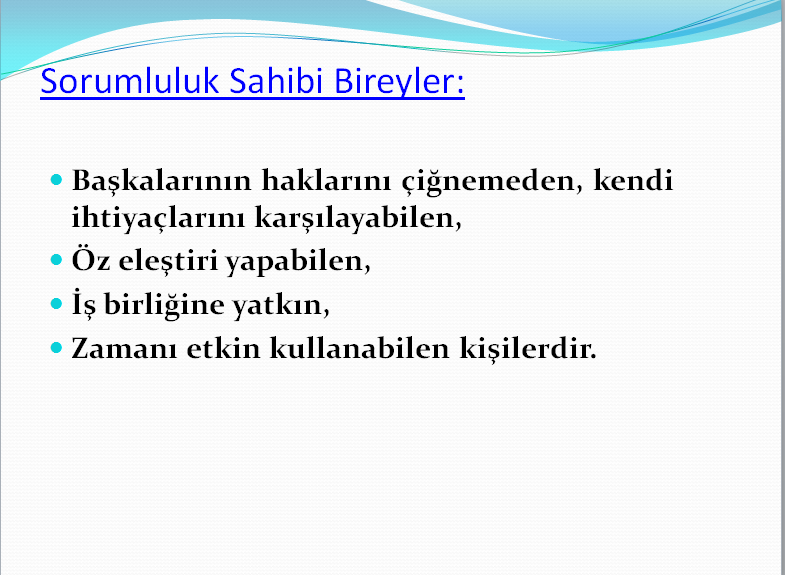 Sorumluluk Sahibi Bireyler:
Başkalarının haklarını çiğnemeden, kendi
ihtiyaçlarını karşılayabilen,
Öz eleştiri yapabilen,
İş birliğine yatkın,
Zamanı etkin kullanabilen kişilerdir.